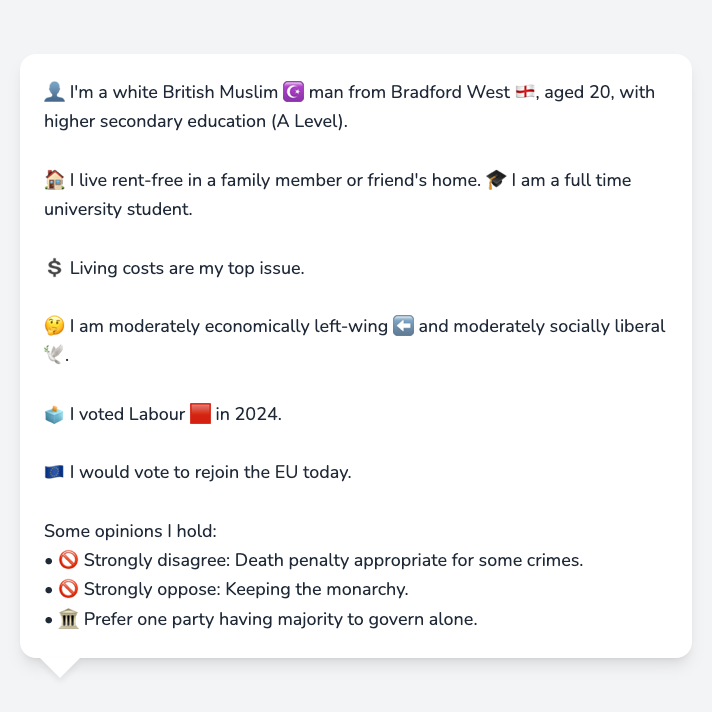 👤 I'm a white British Muslim ☪️ man from Bradford West 🏴󠁧󠁢󠁥󠁮󠁧󠁿, aged 20, with
higher secondary education (A Level).
🏠 I live rent-free in a family member or friend's home. 🎓 I am a full time
university student.
💲 Living costs are my top issue.
🤔 I am moderately economically left-wing ⬅️ and moderately socially liberal
🕊️.
🗳️ I voted Labour 🟥 in 2024.
🇪🇺 I would vote to rejoin the EU today.
Some opinions I hold:
• 🚫 Strongly disagree: Death penalty appropriate for some crimes.
• 🚫 Strongly oppose: Keeping the monarchy.
• 🏛️ Prefer one party having majority to govern alone.